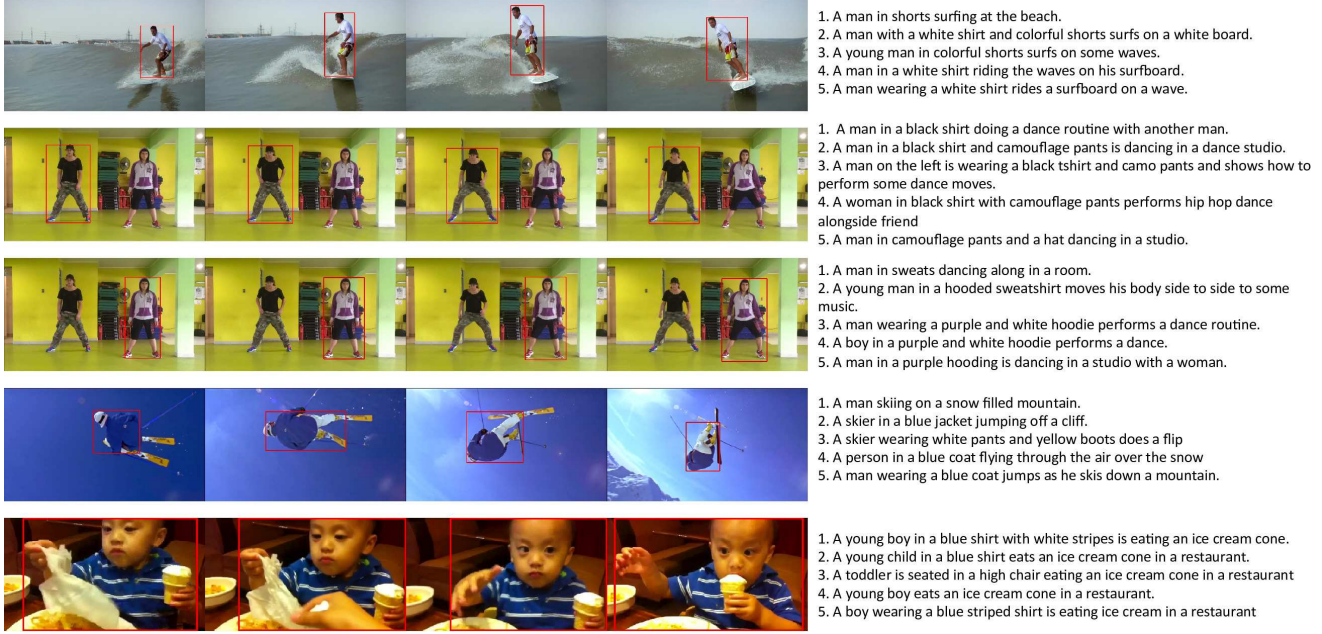 1. A man in shorts surfing at the beach.
2. A man with a white shirt and colorful shorts surfs on a white board.
3. A young man in colorful shorts surfs on some waves.
4. A man in a white shirt riding the waves on his surfboard.
5. A man wearing a white shirt rides a surfboard on a wave.
1. A man in a black shirt doing a dance routine with another man.
2. A man in a black shirt and camouflage pants is dancing in a dance studio.
3. A man on the left is wearing a black tshirt and camo pants and shows how to
perform some dance moves.
4. A woman in black shirt with camouflage pants performs hip hop dance
alongside friend
5. A man in camouflage pants and a hat dancing in a studio.
1. A man in sweats dancing along in a room.
2. A young man in a hooded sweatshirt moves his body side to side to some
music.
3. A man wearing a purple and white hoodie performs a dance routine.
4. A boy in a purple and white hoodie performs a dance.
5. A man in a purple hooding is dancing in a studio with a woman.
1. A man skiing on a snow filled mountain.
2. A skier in a blue jacket jumping off a cliff.
3. A skier wearing white pants and yellow boots does a flip
4. A person in a blue coat flying through the air over the snow
5. A man wearing a blue coat jumps as he skis down a mountain.
1. A young boy in a blue shirt with white stripes is eating an ice cream cone.
2. A young child in a blue shirt eats an ice cream cone in a restaurant.
3. A toddler is seated in a high chair eating an ice cream cone in a restaurant
4. A young boy eats an ice cream cone in a restaurant.
5. A boy wearing a blue striped shirt is eating ice cream in a restaurant